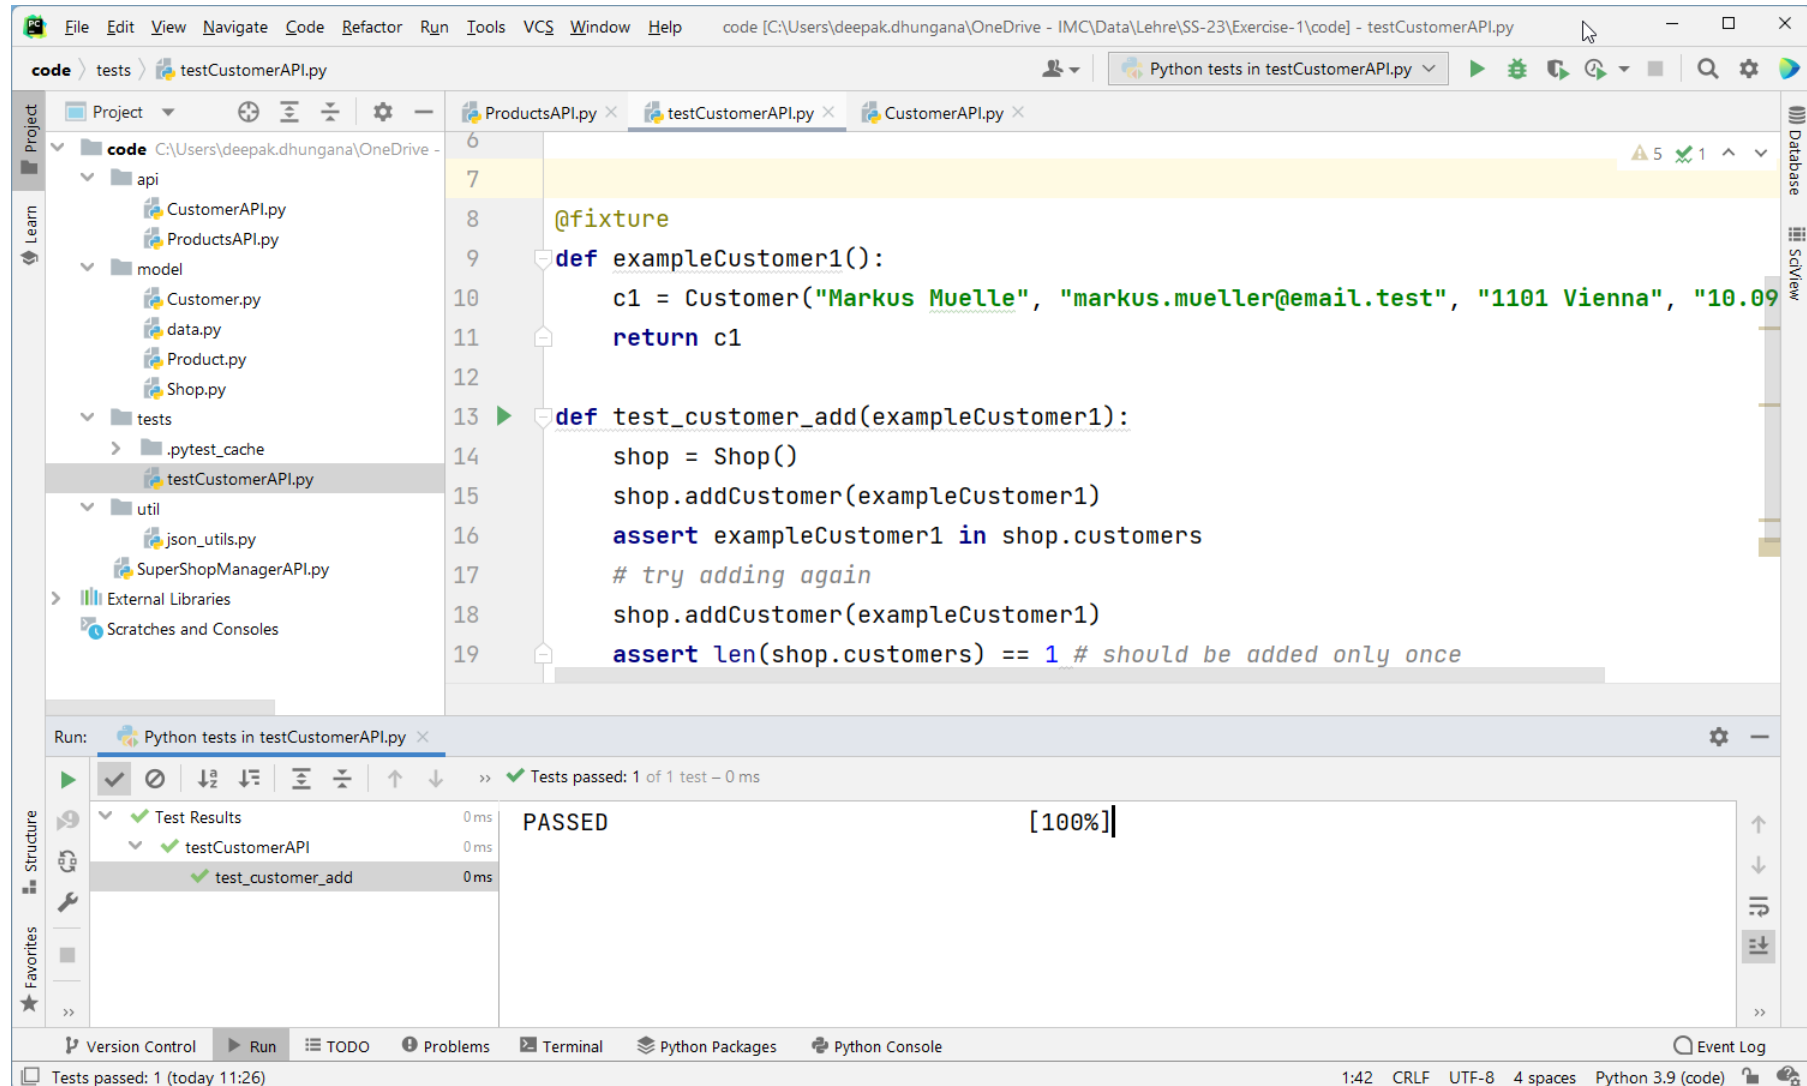 File Edit View Navigate Code Refactor Run Tools VCS Window Help code [C:\Users\deepak.dhungana\OneDrive - IMC\Data\Lehre\SS-23\Exercise-1\code] - testCustomerAPI.py
code tests testCustomerAPI.py Python tests in testCustomerAPI.py
Project
ProductsAPI.py testCustomerAPI.py CustomerAPI.py
Project
Learn
Structure
Favorites
code C:\Users\deepak.dhungana\OneDrive -
api
CustomerAPI.py
ProductsAPI.py
model
Customer.py
data.py
Product.py
Shop.py
tests
.pytest_cache
testCustomerAPI.py
util
json_utils.py
SuperShopManagerAPI.py
External Libraries
Scratches and Consoles
6
5 1
7
8 @fixture
9 def exampleCustomer1():
10 c1 = Customer("Markus Muelle", "markus.mueller@email.test", "1101 Vienna", "10.09
11 return c1
12
13 def test_customer_add(exampleCustomer1):
14 shop = Shop()
15 shop.addCustomer(exampleCustomer1)
16 assert exampleCustomer1 in shop.customers
17 # try adding again
18 shop.addCustomer(exampleCustomer1)
19 assert len(shop.customers) == 1 # should be added only once
Database
SciView
Run: Python tests in testCustomerAPI.py
Tests passed: 1 of 1 test – 0 ms
Test Results 0 ms
testCustomerAPI 0 ms
test_customer_add 0 ms
PASSED [100%]
Version Control Run TODO Problems Terminal Python Packages Python Console Event Log
Tests passed: 1 (today 11:26) 1:42 CRLF UTF-8 4 spaces Python 3.9 (code)